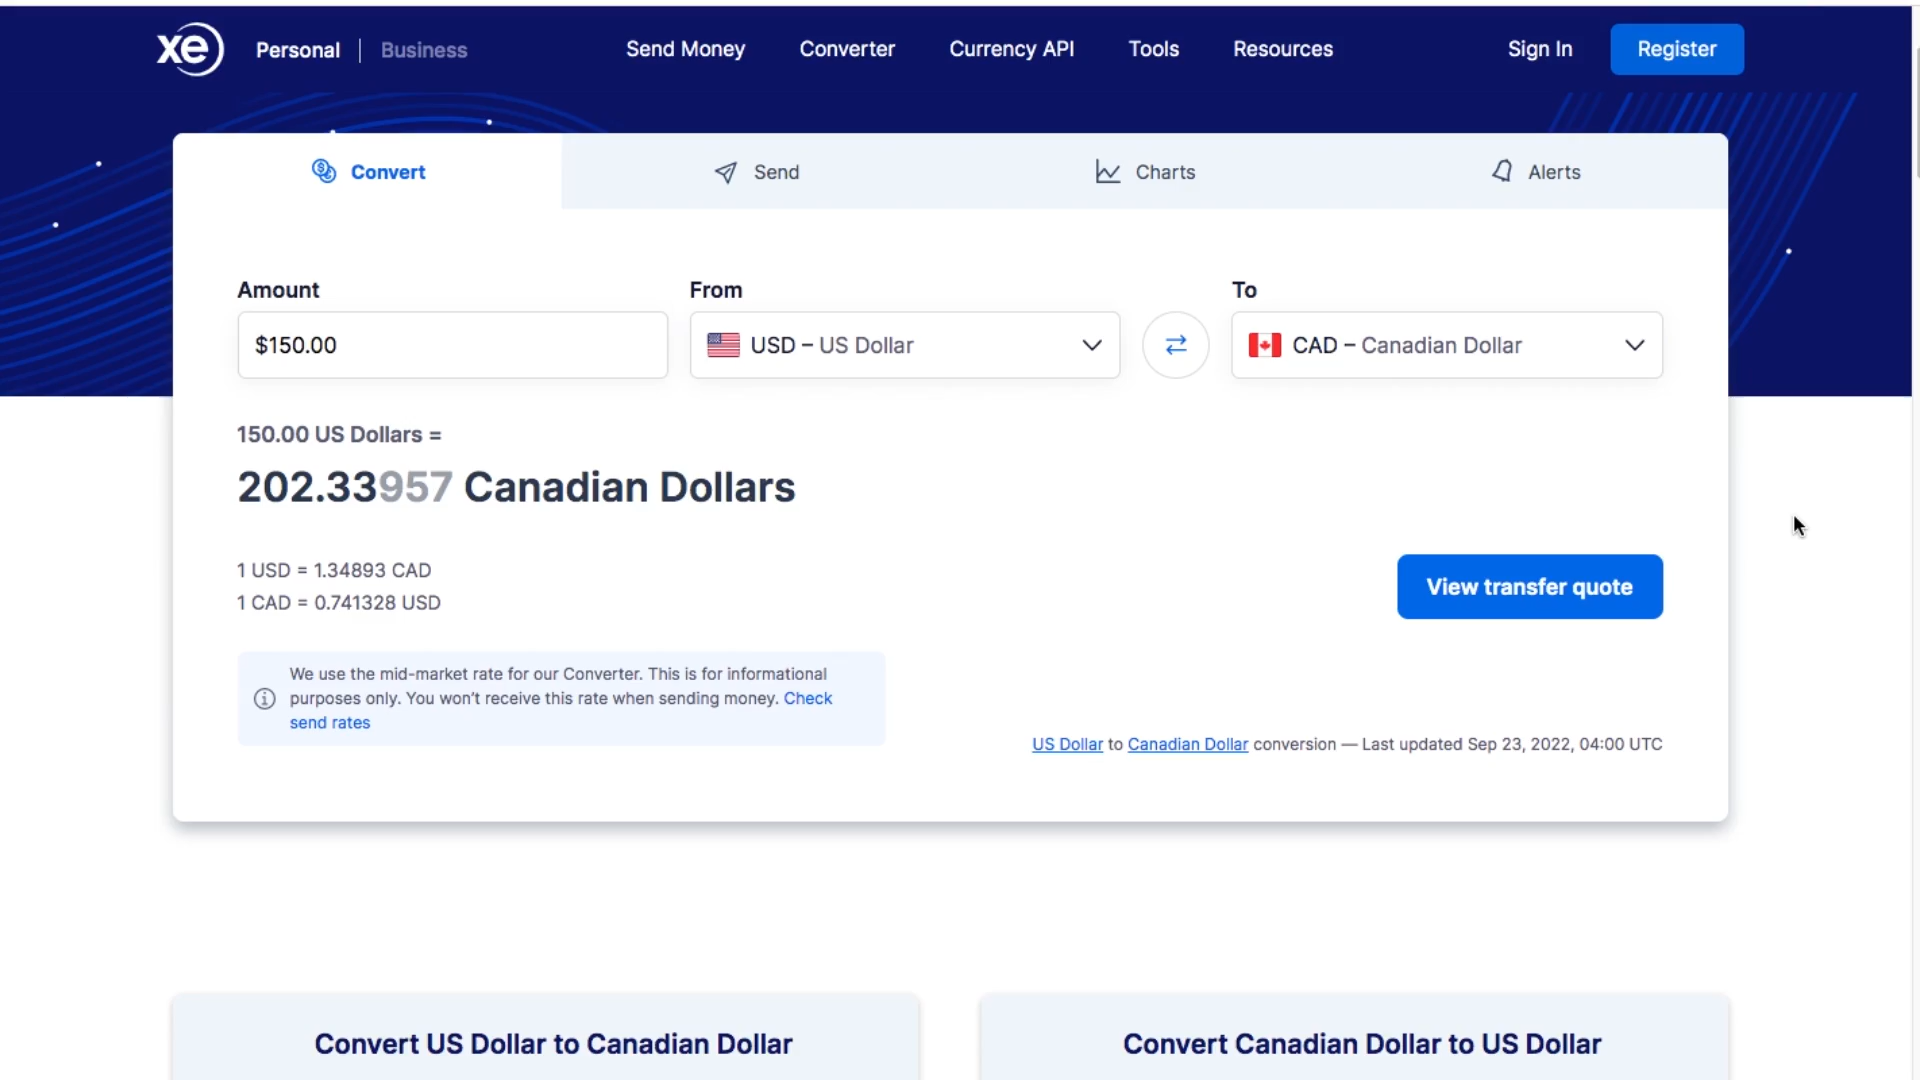 xe Personal | Business Send Money Converter Currency API Tools Resources Sign In Register
Convert Send Charts Alerts
Amount From To
$150.00 USD – US Dollar CAD – Canadian Dollar
150.00 US Dollars =
202.33957 Canadian Dollars
1 USD = 1.34893 CAD
1 CAD = 0.741328 USD
View transfer quote
We use the mid-market rate for our Converter. This is for informational
purposes only. You won't receive this rate when sending money. Check
send rates
US Dollar to Canadian Dollar conversion — Last updated Sep 23, 2022, 04:00 UTC
Convert US Dollar to Canadian Dollar
Convert Canadian Dollar to US Dollar